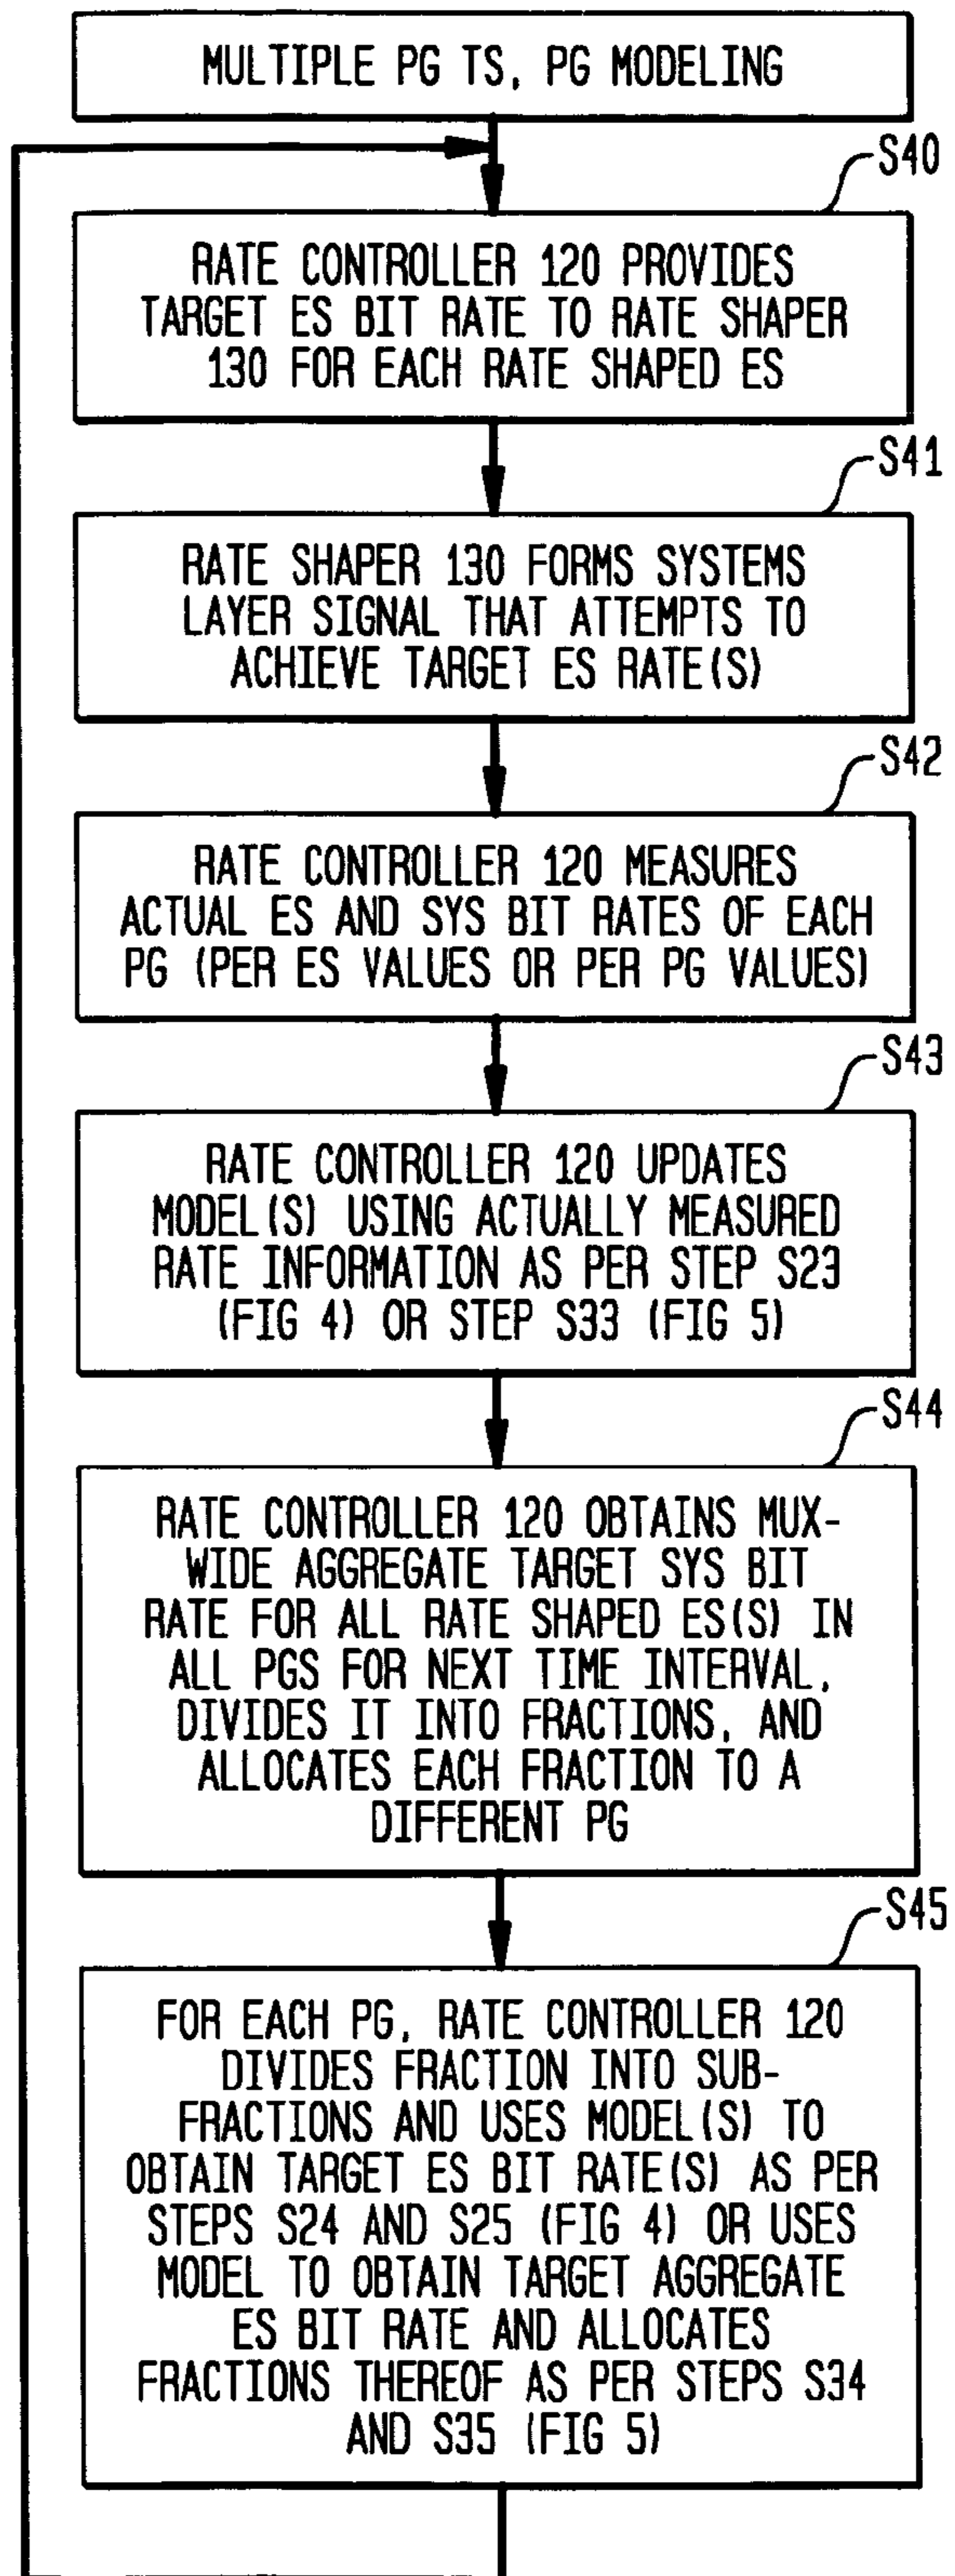 MULTIPLE PG TS, PG MODELING
S40
RATE CONTROLLER 120 PROVIDES
TARGET ES BIT RATE TO RATE SHAPER
130 FOR EACH RATE SHAPED ES
S41
RATE SHAPER 130 FORMS SYSTEMS
LAYER SIGNAL THAT ATTEMPTS TO
ACHIEVE TARGET ES RATE(S)
S42
RATE CONTROLLER 120 MEASURES
ACTUAL ES AND SYS BIT RATES OF EACH
PG (PER ES VALUES OR PER PG VALUES)
S43
RATE CONTROLLER 120 UPDATES
MODEL(S) USING ACTUALLY MEASURED
RATE INFORMATION AS PER STEP S23
(FIG 4) OR STEP S33 (FIG 5)
S44
RATE CONTROLLER 120 OBTAINS MUX-
WIDE AGGREGATE TARGET SYS BIT
RATE FOR ALL RATE SHAPED ES(S) IN
ALL PGS FOR NEXT TIME INTERVAL,
DIVIDES IT INTO FRACTIONS, AND
ALLOCATES EACH FRACTION TO A
DIFFERENT PG
S45
FOR EACH PG, RATE CONTROLLER 120
DIVIDES FRACTION INTO SUB-
FRACTIONS AND USES MODEL(S) TO
OBTAIN TARGET ES BIT RATE(S) AS PER
STEPS S24 AND S25 (FIG 4) OR USES
MODEL TO OBTAIN TARGET AGGREGATE
ES BIT RATE AND ALLOCATES
FRACTIONS THEREOF AS PER STEPS S34
AND S35 (FIG 5)